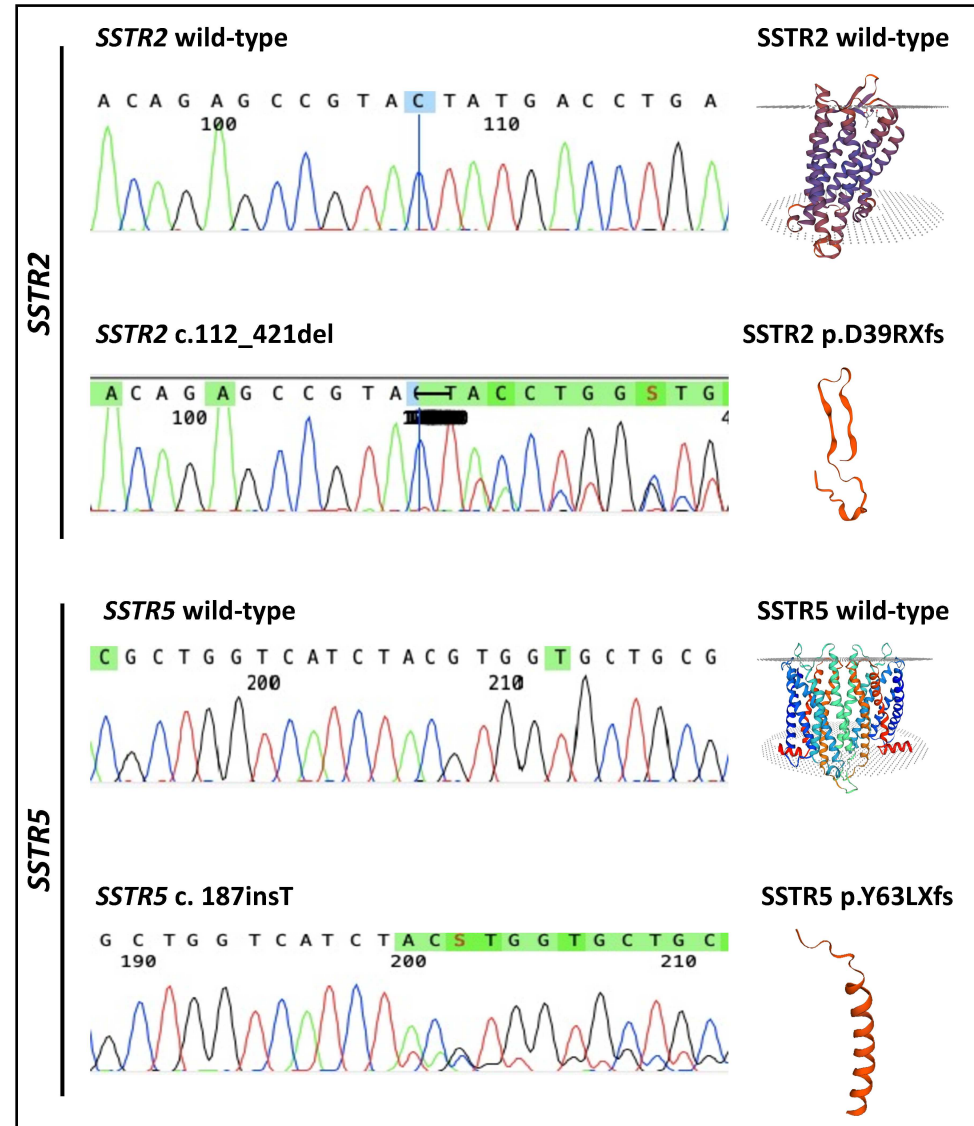 SSTR2 wild-type
SSTR2 wild-type
A C A G A G C C G T A C T A T G A C C T G A
100 110
SSTR2
SSTR2 c.112_421del
SSTR2 p.D39RXfs
A C A G A G C C G T A C T A C C T G G S T G
100 4
SSTR5 wild-type
SSTR5 wild-type
C G C T G G T C A T C T A C G T G G T G C T G C G
200 210
SSTR5
SSTR5 c. 187insT
SSTR5 p.Y63LXfs
G C T G G T C A T C T A C S T G G T G C T G C
190 200 210